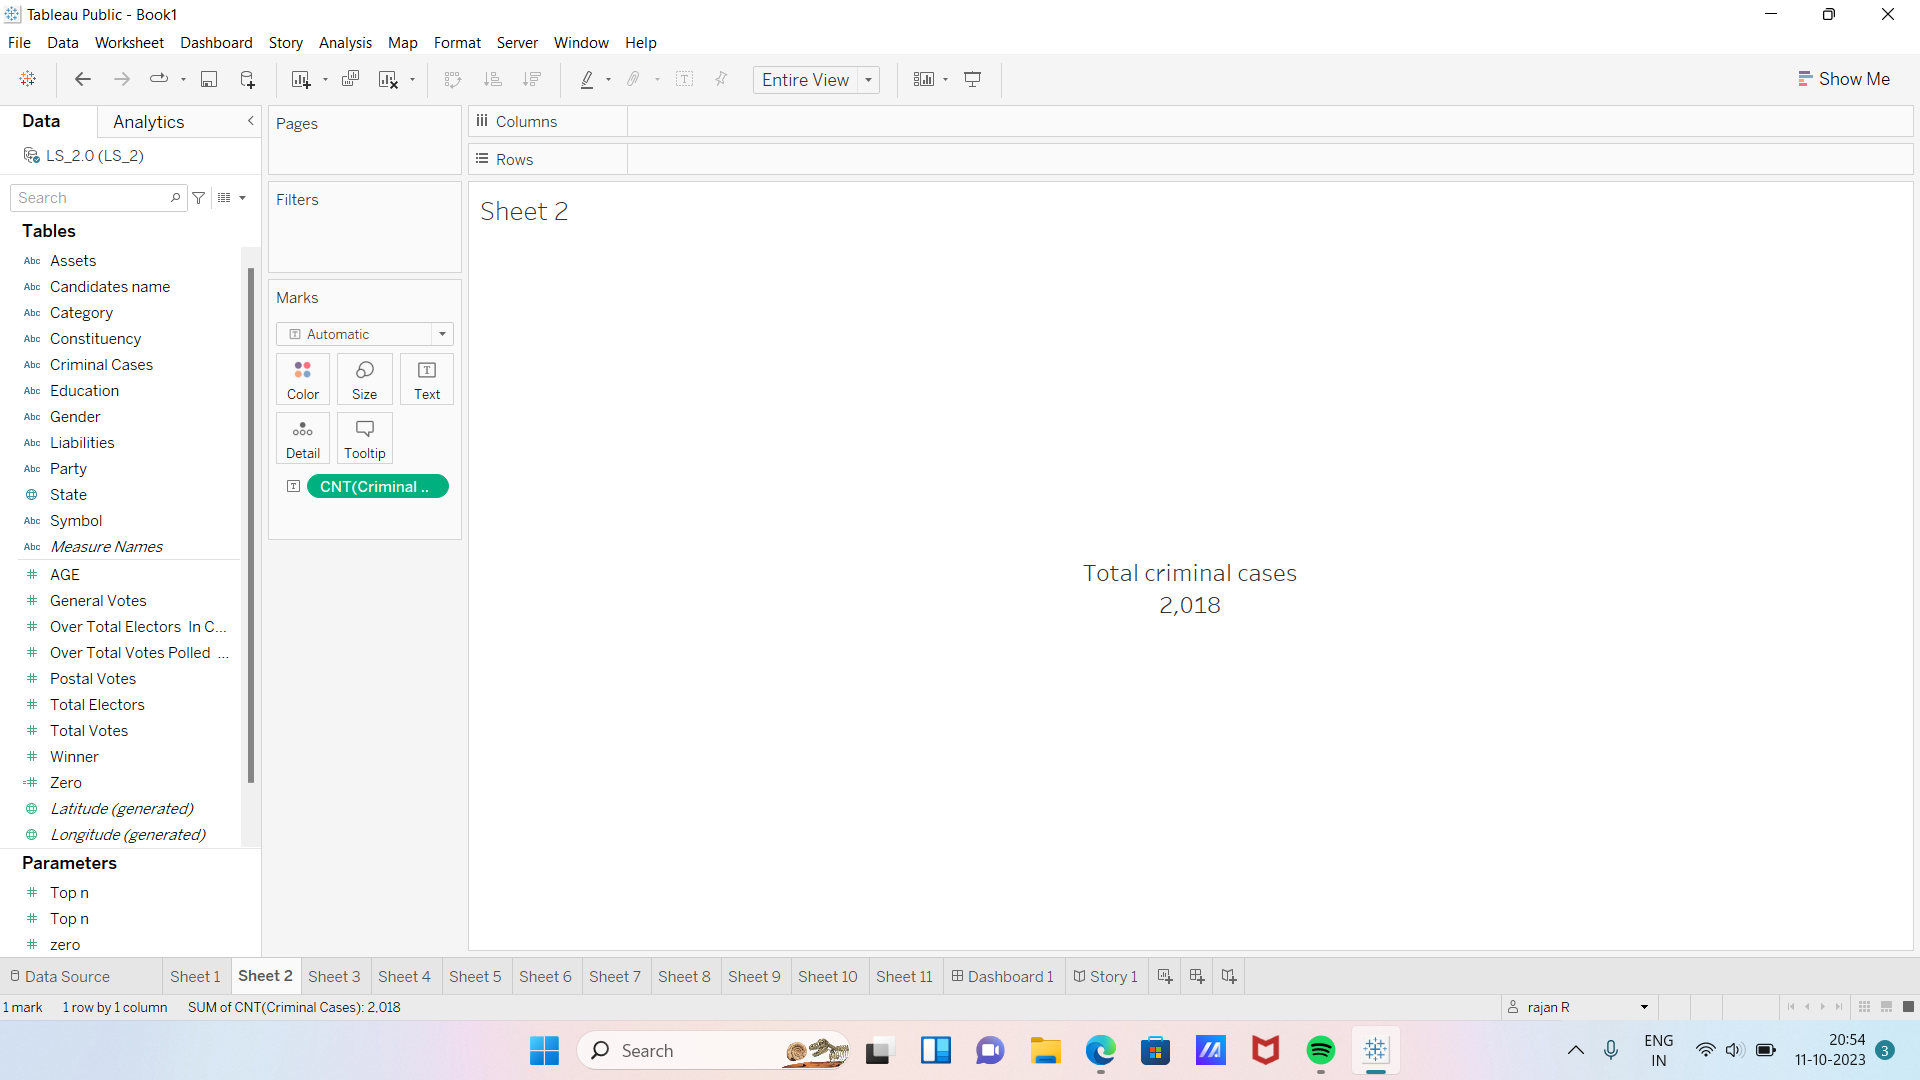 Tableau Public - Book1
File Data Worksheet Dashboard Story Analysis Map Format Server Window Help
Entire View
Show Me
Data Analytics
LS_2.0 (LS_2)
Search
Tables
Abc Assets
Abc Candidates name
Abc Category
Abc Constituency
Abc Criminal Cases
Abc Education
Abc Gender
Abc Liabilities
Abc Party
State
Abc Symbol
Abc Measure Names
# AGE
# General Votes
# Over Total Electors In C...
# Over Total Votes Polled ...
# Postal Votes
# Total Electors
# Total Votes
# Winner
=# Zero
Latitude (generated)
Longitude (generated)
Parameters
# Top n
# Top n
# zero
Pages
Filters
Marks
T Automatic
Color Size T Text
Detail Tooltip
T CNT(Criminal ..
Columns
Rows
Sheet 2
Total criminal cases
2,018
Data Source Sheet 1 Sheet 2 Sheet 3 Sheet 4 Sheet 5 Sheet 6 Sheet 7 Sheet 8 Sheet 9 Sheet 10 Sheet 11 Dashboard 1 Story 1
1 mark 1 row by 1 column SUM of CNT(Criminal Cases): 2,018 rajan R
Search
ENG
IN
20:54
11-10-2023
3